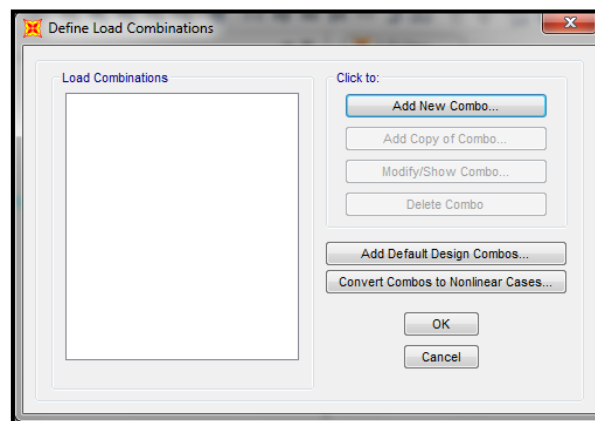 Define Load Combinations
Load Combinations
Click to:
Add New Combo...
Add Copy of Combo...
Modify/Show Combo...
Delete Combo
Add Default Design Combos...
Convert Combos to Nonlinear Cases...
OK
Cancel